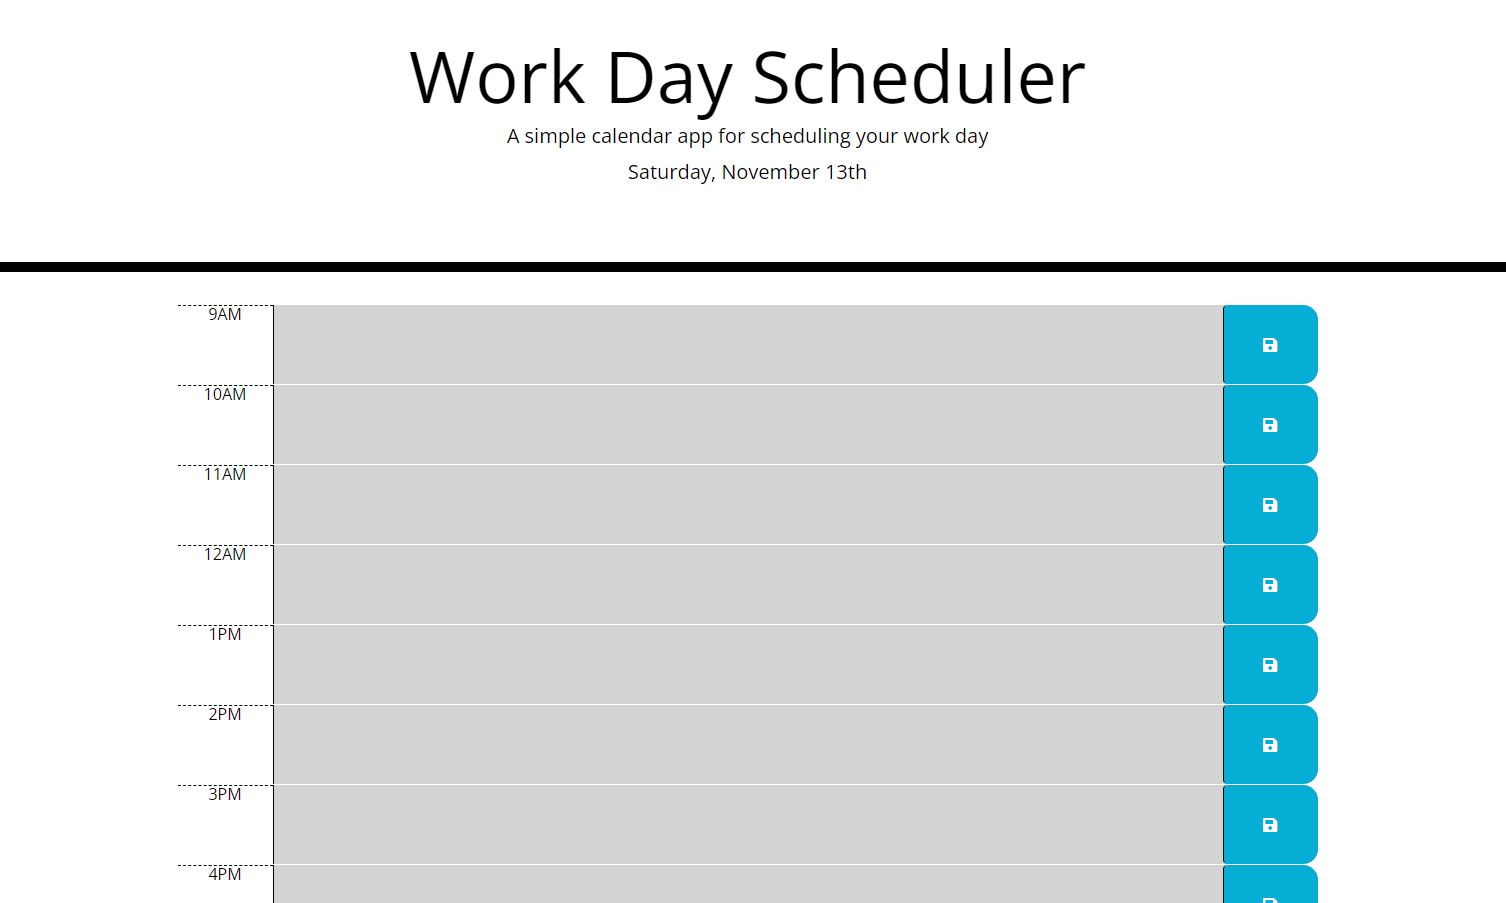 Work Day Scheduler
A simple calendar app for scheduling your work day
Saturday, November 13th
9AM
10AM
11AM
12AM
1PM
2PM
3PM
4PM